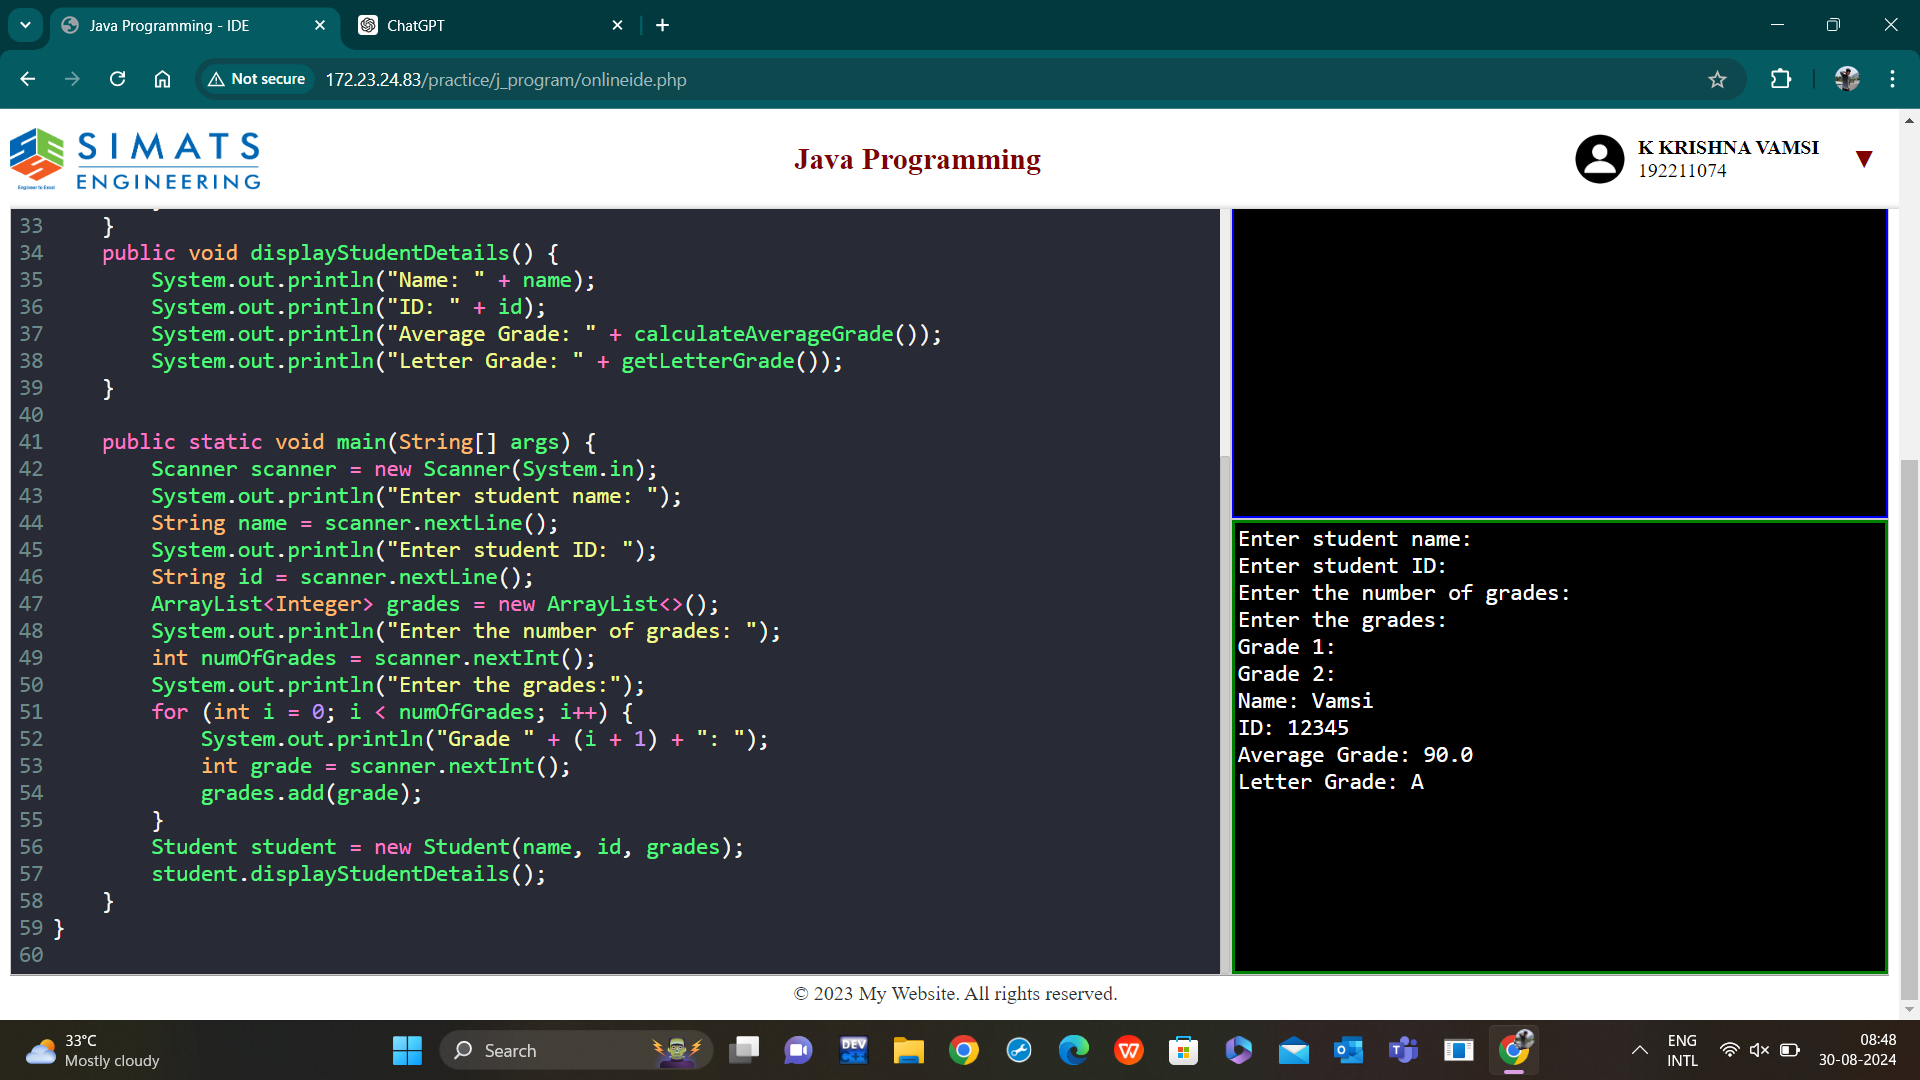 Java Programming - IDE
ChatGPT
Not secure
172.23.24.83/practice/j_program/onlineide.php
SIMATS
ENGINEERING
Engineer to Excel
Java Programming
K KRISHNA VAMSI
192211074
33     }
34     public void displayStudentDetails() {
35         System.out.println("Name: " + name);
36         System.out.println("ID: " + id);
37         System.out.println("Average Grade: " + calculateAverageGrade());
38         System.out.println("Letter Grade: " + getLetterGrade());
39     }
40
41     public static void main(String[] args) {
42         Scanner scanner = new Scanner(System.in);
43         System.out.println("Enter student name: ");
44         String name = scanner.nextLine();
45         System.out.println("Enter student ID: ");
46         String id = scanner.nextLine();
47         ArrayList<Integer> grades = new ArrayList<>();
48         System.out.println("Enter the number of grades: ");
49         int numOfGrades = scanner.nextInt();
50         System.out.println("Enter the grades:");
51         for (int i = 0; i < numOfGrades; i++) {
52             System.out.println("Grade " + (i + 1) + ": ");
53             int grade = scanner.nextInt();
54             grades.add(grade);
55         }
56         Student student = new Student(name, id, grades);
57         student.displayStudentDetails();
58     }
59 }
60
Enter student name:
Enter student ID:
Enter the number of grades:
Enter the grades:
Grade 1:
Grade 2:
Name: Vamsi
ID: 12345
Average Grade: 90.0
Letter Grade: A
© 2023 My Website. All rights reserved.
33°C
Mostly cloudy
Search
DEV
ENG
INTL
08:48
30-08-2024